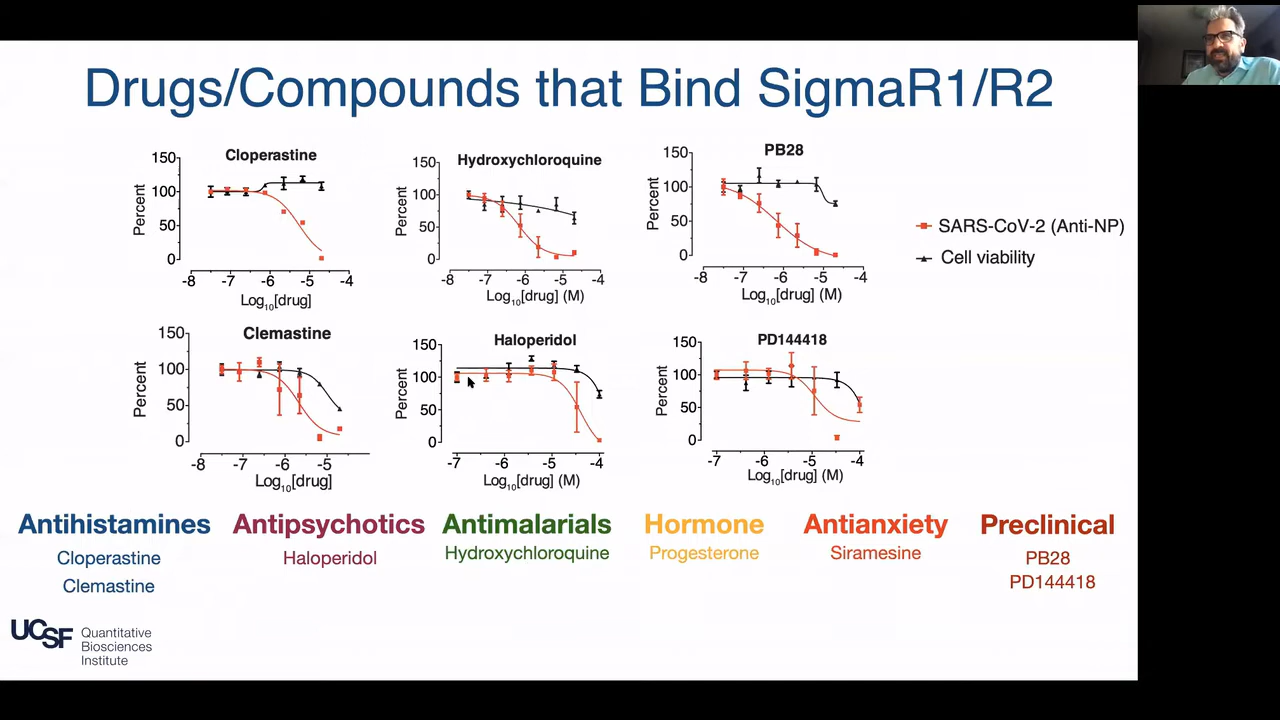 Drugs/Compounds that Bind SigmaR1/R2
Cloperastine
150
100
50
0
Percent
-8 -7 -6 -5 -4
Log10[drug]
Hydroxychloroquine
150
100
50
0
Percent
-8 -7 -6 -5 -4
Log10[drug] (M)
PB28
150
100
50
0
Percent
-8 -7 -6 -5 -4
Log10[drug] (M)
SARS-CoV-2 (Anti-NP)
Cell viability
Clemastine
150
100
50
0
Percent
-8 -7 -6 -5 -4
Log10[drug]
Haloperidol
150
100
50
0
Percent
-7 -6 -5 -4
Log10[drug] (M)
PD144418
150
100
50
0
Percent
-7 -6 -5 -4
Log10[drug] (M)
Antihistamines
Cloperastine
Clemastine
Antipsychotics
Haloperidol
Antimalarials
Hydroxychloroquine
Hormone
Progesterone
Antianxiety
Siramesine
Preclinical
PB28
PD144418
UCSF
Quantitative
Biosciences
Institute